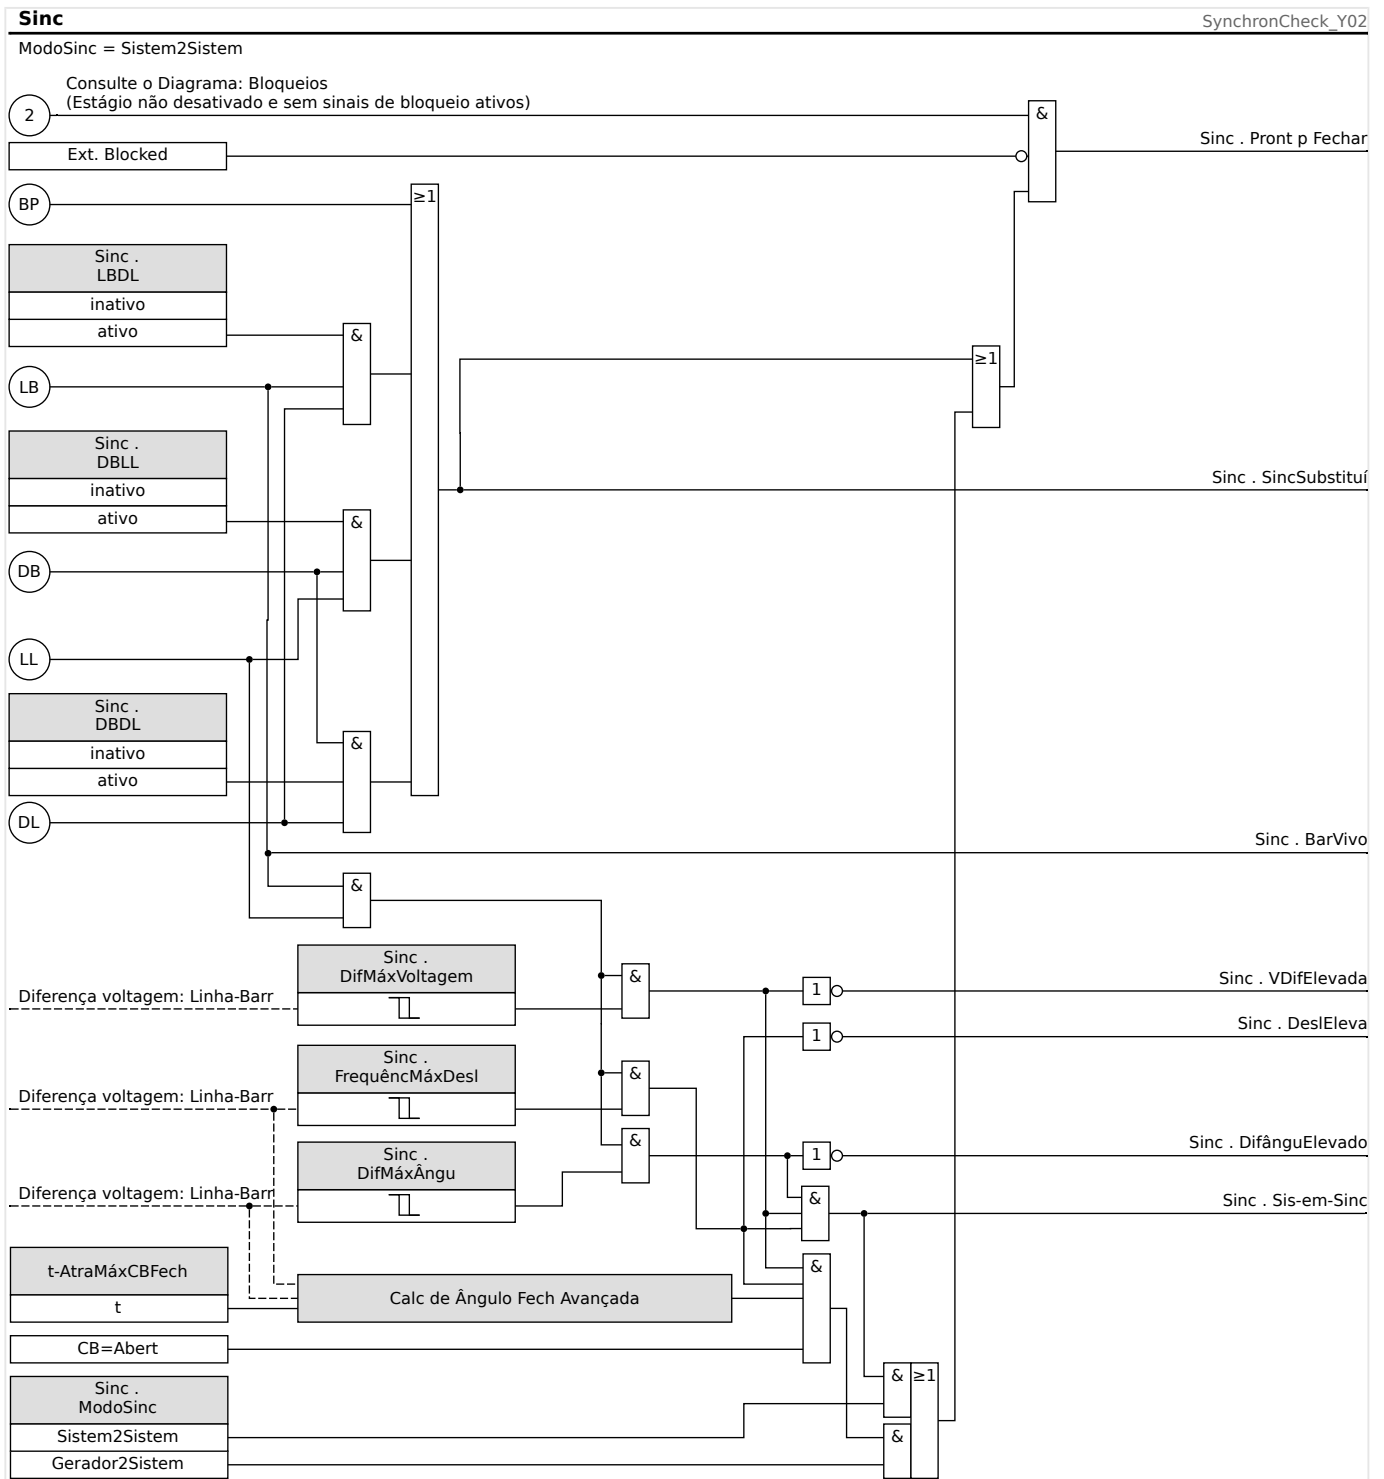 Sinc
SynchronCheck_Y02
ModoSinc = Sistem2Sistem
Consulte o Diagrama: Bloqueios
(Estágio não desativado e sem sinais de bloqueio ativos)
2
&
Sinc . Pront p Fechar
Ext. Blocked
BP
≥1
Sinc .
LBDL
inativo
ativo
&
≥1
LB
Sinc .
DBLL
inativo
ativo
&
Sinc . SincSubstituí
DB
LL
Sinc .
DBDL
inativo
ativo
&
DL
Sinc . BarVivo
&
Sinc .
DifMáxVoltagem
Diferença voltagem: Linha-Barr
&
1
Sinc . VDifElevada
1
Sinc . DeslEleva
Sinc .
FrequêncMáxDesl
Diferença voltagem: Linha-Barr
&
&
1
Sinc . DifânguElevado
Sinc .
DifMáxÂngu
Diferença voltagem: Linha-Barr
&
Sinc . Sis-em-Sinc
t-AtraMáxCBFech
t
Calc de Ângulo Fech Avançada
&
CB=Abert
Sinc .
ModoSinc
Sistem2Sistem
Gerador2Sistem
&
≥1
&